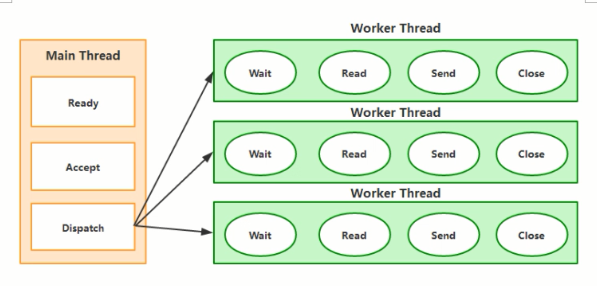 Main Thread
Ready
Accept
Dispatch
Worker Thread
Wait Read Send Close
Worker Thread
Wait Read Send Close
Worker Thread
Wait Read Send Close